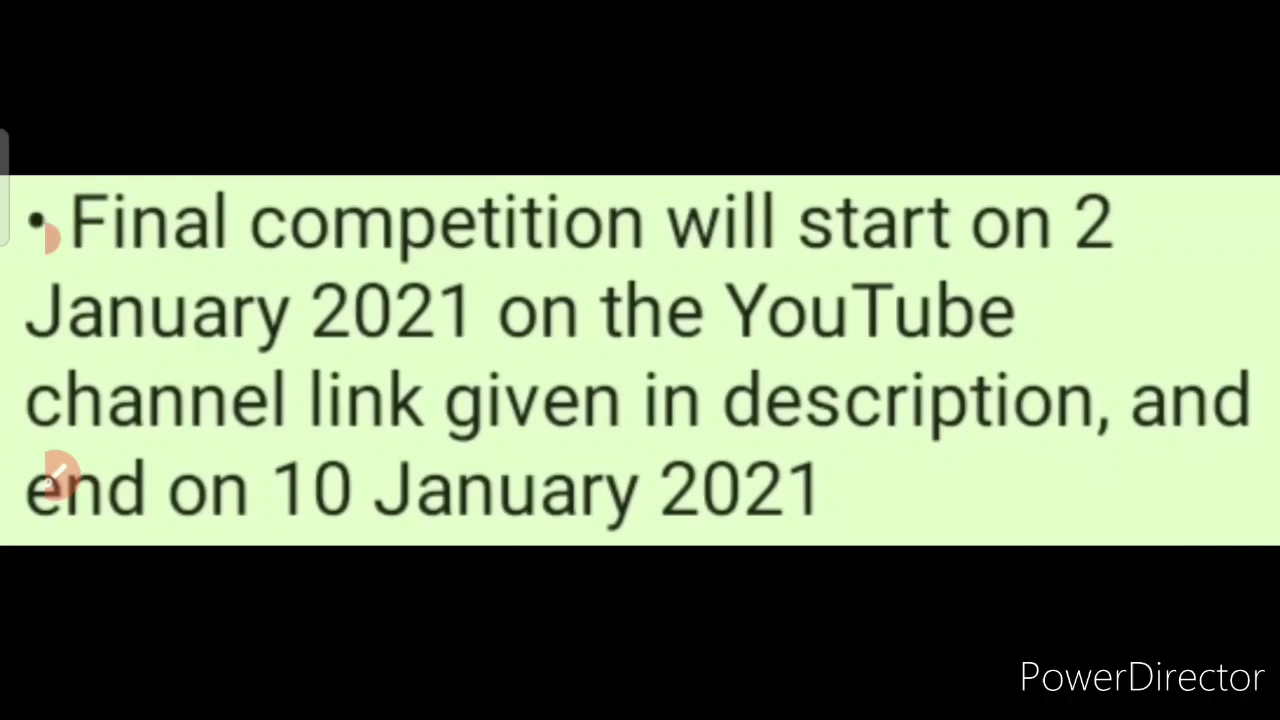 • Final competition will start on 2
January 2021 on the YouTube
channel link given in description, and
end on 10 January 2021
PowerDirector